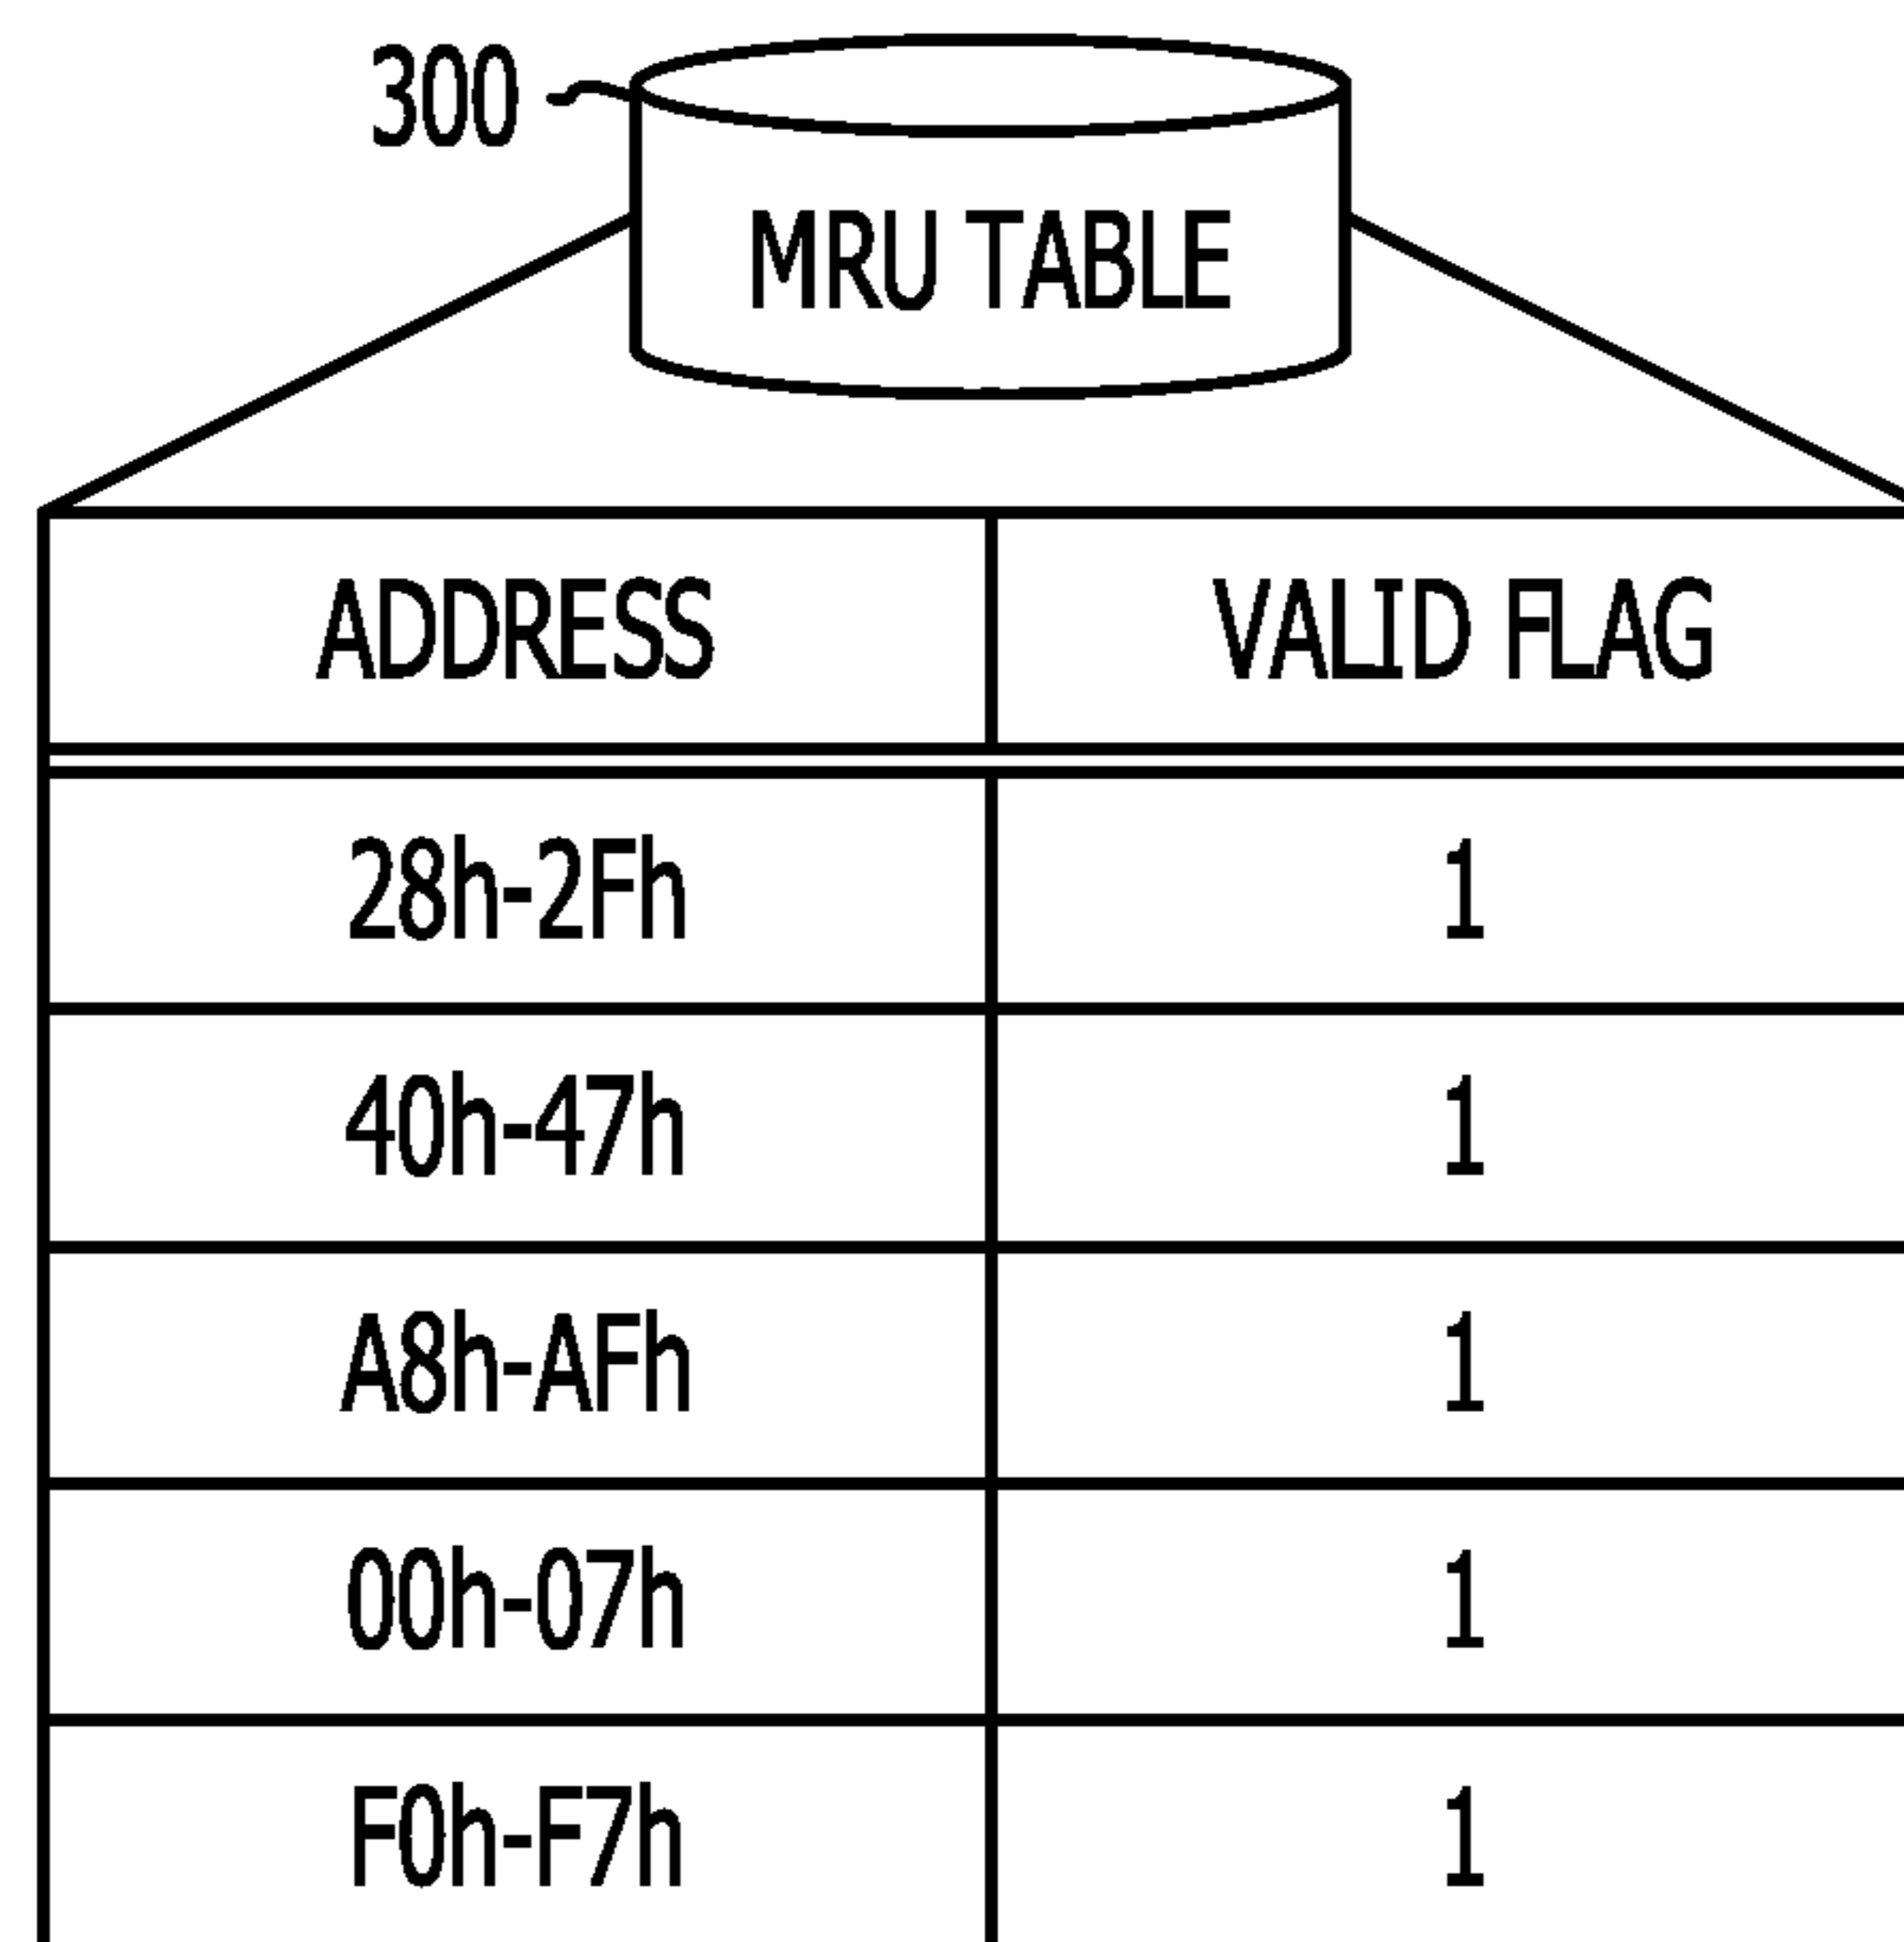 300
MRU TABLE
ADDRESS VALID FLAG
28h-2Fh 1
40h-47h 1
A8h-AFh 1
00h-07h 1
F0h-F7h 1